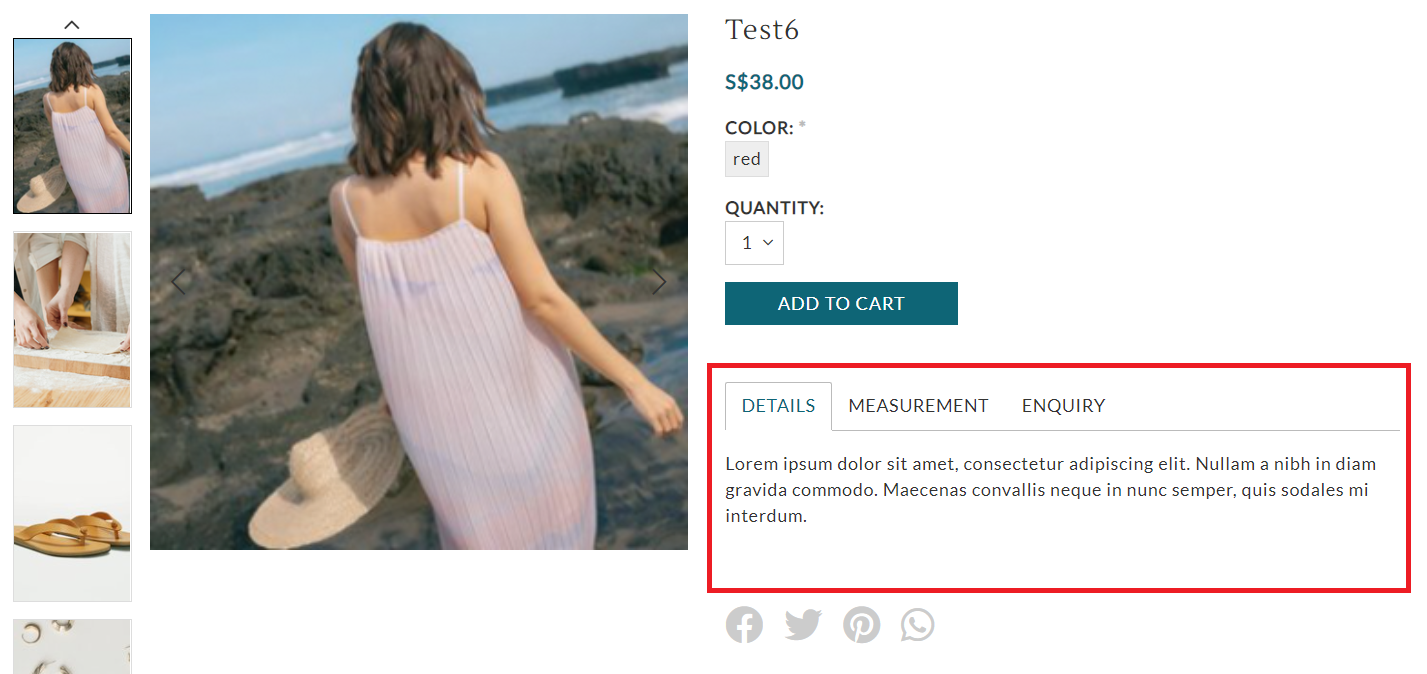 Test6
S$38.00
COLOR: *
red
QUANTITY:
1
ADD TO CART
DETAILS MEASUREMENT ENQUIRY
Lorem ipsum dolor sit amet, consectetur adipiscing elit. Nullam a nibh in diam
gravida commodo. Maecenas convallis neque in nunc semper, quis sodales mi
interdum.